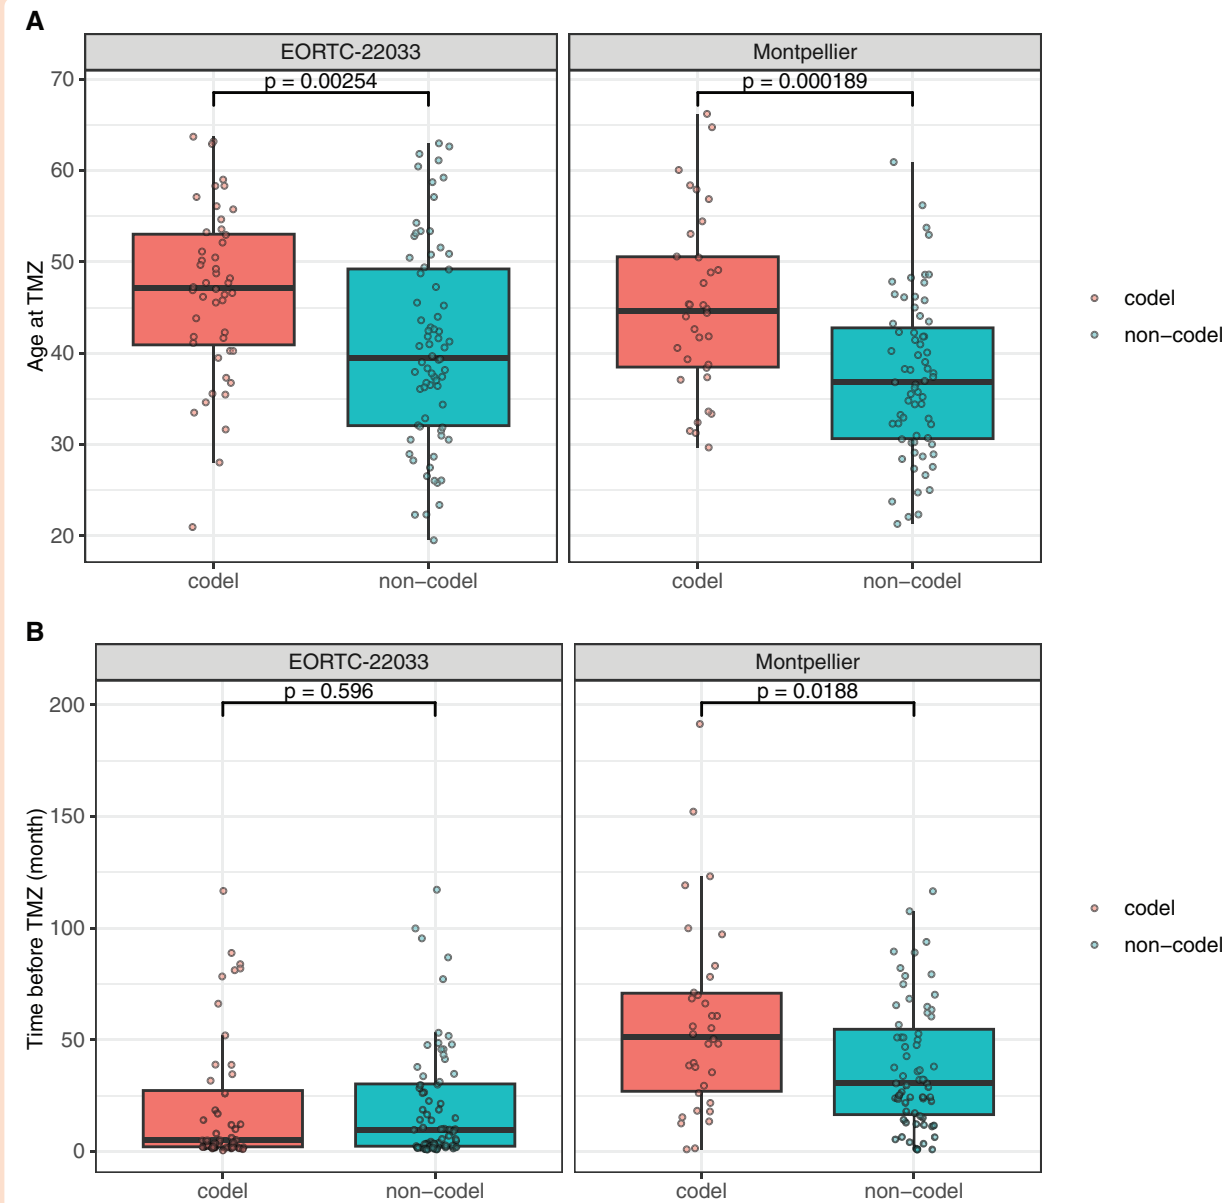 A
EORTC-22033
Montpellier
p = 0.00254
p = 0.000189
Age at TMZ
70
60
50
40
30
20
codel
non−codel
codel
non−codel
codel
non−codel
B
EORTC-22033
Montpellier
p = 0.596
p = 0.0188
Time before TMZ (month)
200
150
100
50
0
codel
non−codel
codel
non−codel
codel
non−codel